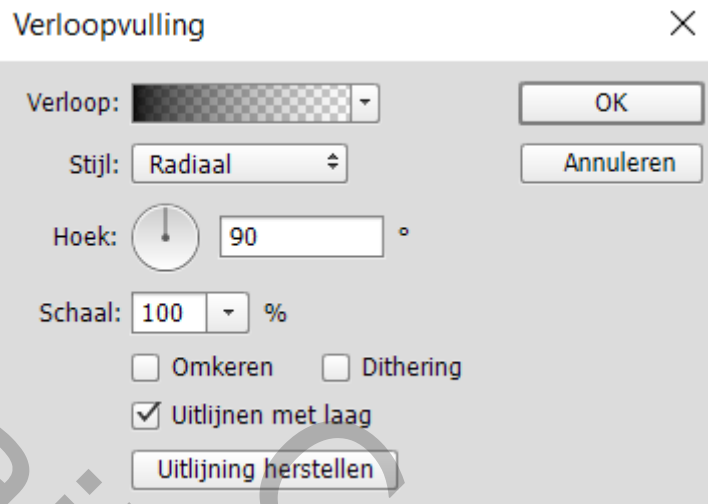 Verloopvulling
Verloop: OK
Stijl: Radiaal Annuleren
Hoek: 90 °
Schaal: 100 %
Omkeren Dithering
Uitlijnen met laag
Uitlijning herstellen